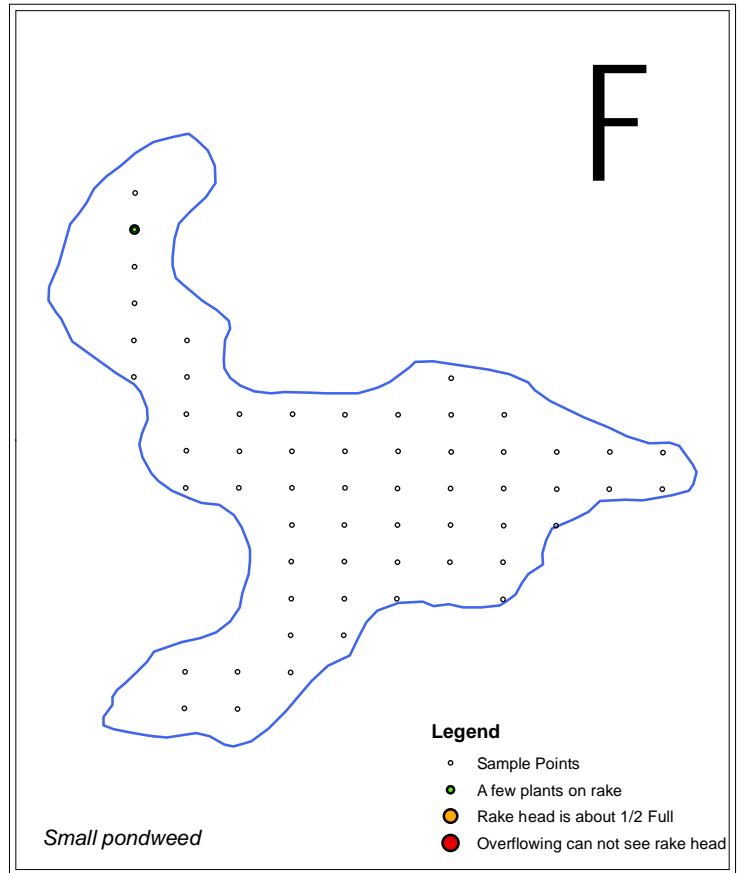 F
Legend
Sample Points
A few plants on rake
Rake head is about 1/2 Full
Overflowing can not see rake head
Small pondweed